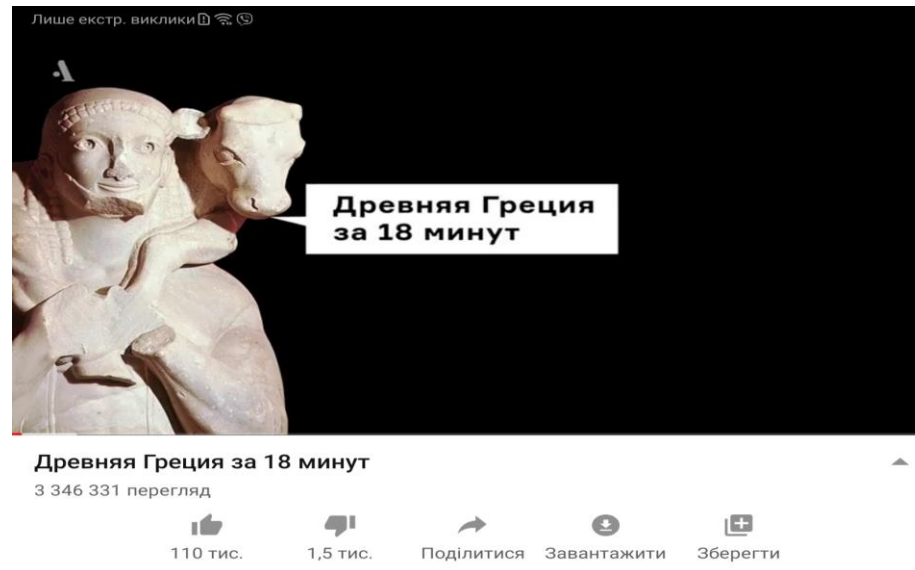 Лише екстр. виклики
Древняя Греция
за 18 минут
Древняя Греция за 18 минут
3 346 331 перегляд
110 тис.
1,5 тис.
Поділитися
Завантажити
Зберегти